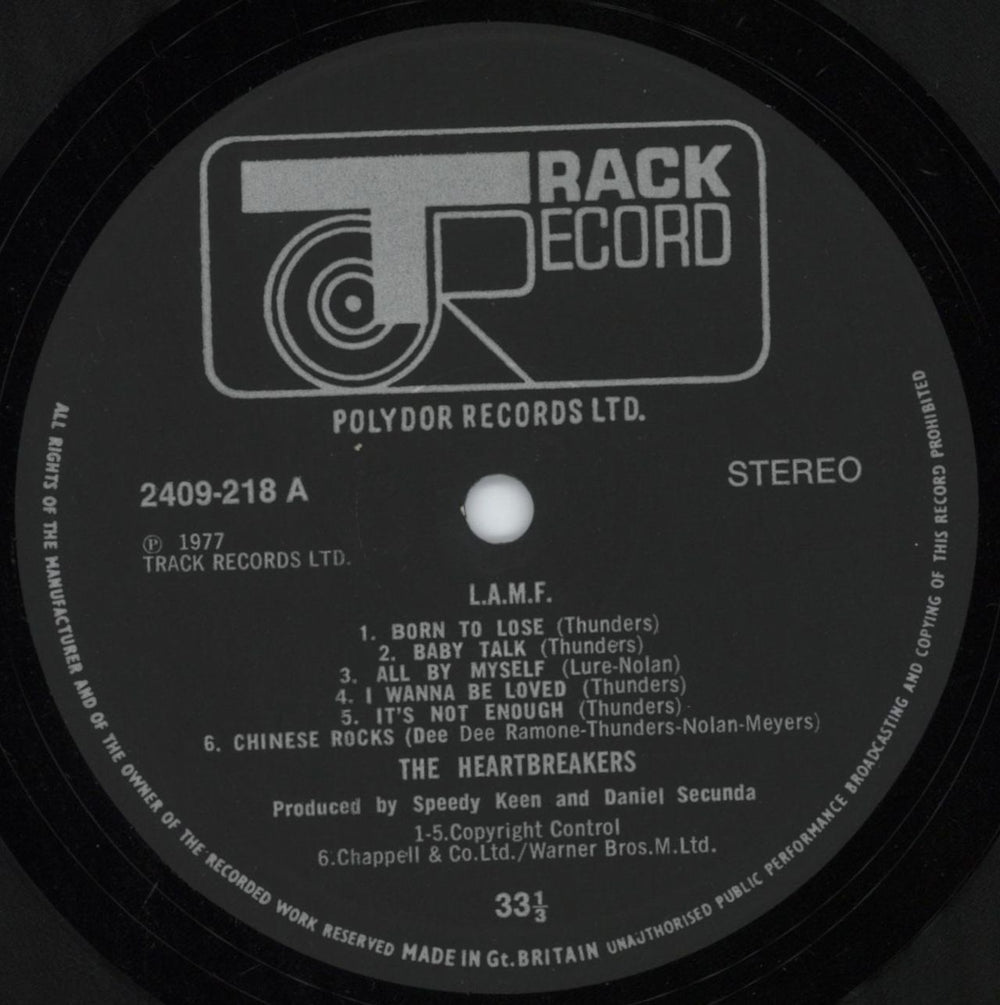 TRACK
RECORD
POLYDOR RECORDS LTD.
2409-218 A
STEREO
Ⓟ 1977
TRACK RECORDS LTD.
L.A.M.F.
1. BORN TO LOSE (Thunders)
2. BABY TALK (Thunders)
3. ALL BY MYSELF (Lure-Nolan)
4. I WANNA BE LOVED (Thunders)
5. IT'S NOT ENOUGH (Thunders)
6. CHINESE ROCKS (Dee Dee Ramone-Thunders-Nolan-Meyers)
THE HEARTBREAKERS
Produced by Speedy Keen and Daniel Secunda
1-5.Copyright Control
6.Chappell & Co.Ltd./Warner Bros.M.Ltd.
33⅓
ALL RIGHTS OF THE MANUFACTURER AND OF THE OWNER OF THE RECORDED WORK RESERVED MADE IN Gt.BRITAIN UNAUTHORISED PUBLIC PERFORMANCE BROADCASTING AND COPYING OF THIS RECORD PROHIBITED